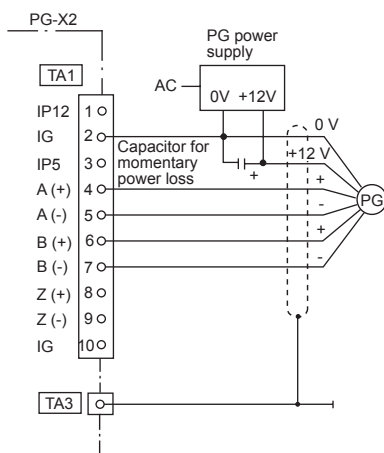 PG-X2
PG power
supply
TA1
AC
0V +12V
IP12 1
IG 2
IP5 3
A (+) 4
A (-) 5
B (+) 6
B (-) 7
Z (+) 8
Z (-) 9
IG 10
Capacitor for
momentary
power loss
+
0 V
+12 V
+
-
+
-
PG
TA3